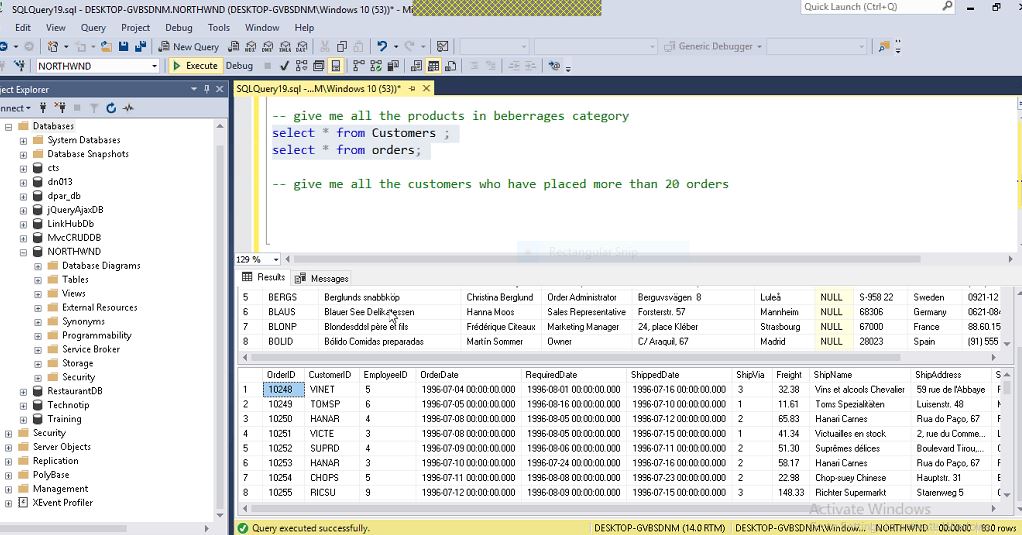 SQLQuery19.sql - DESKTOP-GVBSDNM.NORTHWND (DESKTOP-GVBSDNM\Windows 10 (53))* - Mi
Quick Launch (Ctrl+Q)
Edit View Query Project Debug Tools Window Help
New Query
Generic Debugger
NORTHWND
Execute Debug
ject Explorer
SQLQuery19.sql -...M\Windows 10 (53))*
nnect
Databases
System Databases
Database Snapshots
cts
dn013
dpar_db
jQueryAjaxDB
LinkHubDb
MvcCRUDDB
NORTHWND
Database Diagrams
Tables
Views
External Resources
Synonyms
Programmability
Service Broker
Storage
Security
RestaurantDB
Technotip
Training
Security
Server Objects
Replication
PolyBase
Management
XEvent Profiler
-- give me all the products in beberrages category
select * from Customers ;
select * from orders;
-- give me all the customers who have placed more than 20 orders
Rectangular Snip
129 %
Results Messages
5 BERGS Berglunds snabbköp Christina Berglund Order Administrator Berguvsvägen 8 Luleå NULL S-958 22 Sweden 0921-12
6 BLAUS Blauer See Delikatessen Hanna Moos Sales Representative Forsterstr. 57 Mannheim NULL 68306 Germany 0621-084
7 BLONP Blondesddsl père et fils Frédérique Citeaux Marketing Manager 24, place Kléber Strasbourg NULL 67000 France 88.60.15
8 BOLID Bólido Comidas preparadas Martín Sommer Owner C/ Araquil, 67 Madrid NULL 28023 Spain (91) 555
OrderID CustomerID EmployeeID OrderDate RequiredDate ShippedDate ShipVia Freight ShipName ShipAddress S
1 10248 VINET 5 1996-07-04 00:00:00.000 1996-08-01 00:00:00.000 1996-07-16 00:00:00.000 3 32.38 Vins et alcools Chevalier 59 rue de l'Abbaye
2 10249 TOMSP 6 1996-07-05 00:00:00.000 1996-08-16 00:00:00.000 1996-07-10 00:00:00.000 1 11.61 Toms Spezialitäten Luisenstr. 48
3 10250 HANAR 4 1996-07-08 00:00:00.000 1996-08-05 00:00:00.000 1996-07-12 00:00:00.000 2 65.83 Hanari Carnes Rua do Paço, 67
4 10251 VICTE 3 1996-07-08 00:00:00.000 1996-08-05 00:00:00.000 1996-07-15 00:00:00.000 1 41.34 Victuailles en stock 2, rue du Comme...
5 10252 SUPRD 4 1996-07-09 00:00:00.000 1996-08-06 00:00:00.000 1996-07-11 00:00:00.000 2 51.30 Suprêmes délices Boulevard Tirou,...
6 10253 HANAR 3 1996-07-10 00:00:00.000 1996-07-24 00:00:00.000 1996-07-16 00:00:00.000 2 58.17 Hanari Carnes Rua do Paço, 67
7 10254 CHOPS 5 1996-07-11 00:00:00.000 1996-08-08 00:00:00.000 1996-07-23 00:00:00.000 2 22.98 Chop-suey Chinese Hauptstr. 31
8 10255 RICSU 9 1996-07-12 00:00:00.000 1996-08-09 00:00:00.000 1996-07-15 00:00:00.000 3 148.33 Richter Supermarkt Starenweg 5
Activate Windows
Query executed successfully. DESKTOP-GVBSDNM (14.0 RTM) DESKTOP-GVBSDNM\Window... NORTHWND 00:00:00 930 rows